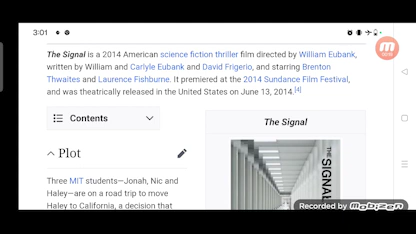 3:01
The Signal is a 2014 American science fiction thriller film directed by William Eubank,
written by William and Carlyle Eubank and David Frigerio, and starring Brenton
Thwaites and Laurence Fishburne. It premiered at the 2014 Sundance Film Festival,
and was theatrically released in the United States on June 13, 2014.[4]
Contents
Plot
Three MIT students—Jonah, Nic and
Haley—are on a road trip to move
Haley to California, a decision that
The Signal
THE SIGNAL
Recorded by mobizen